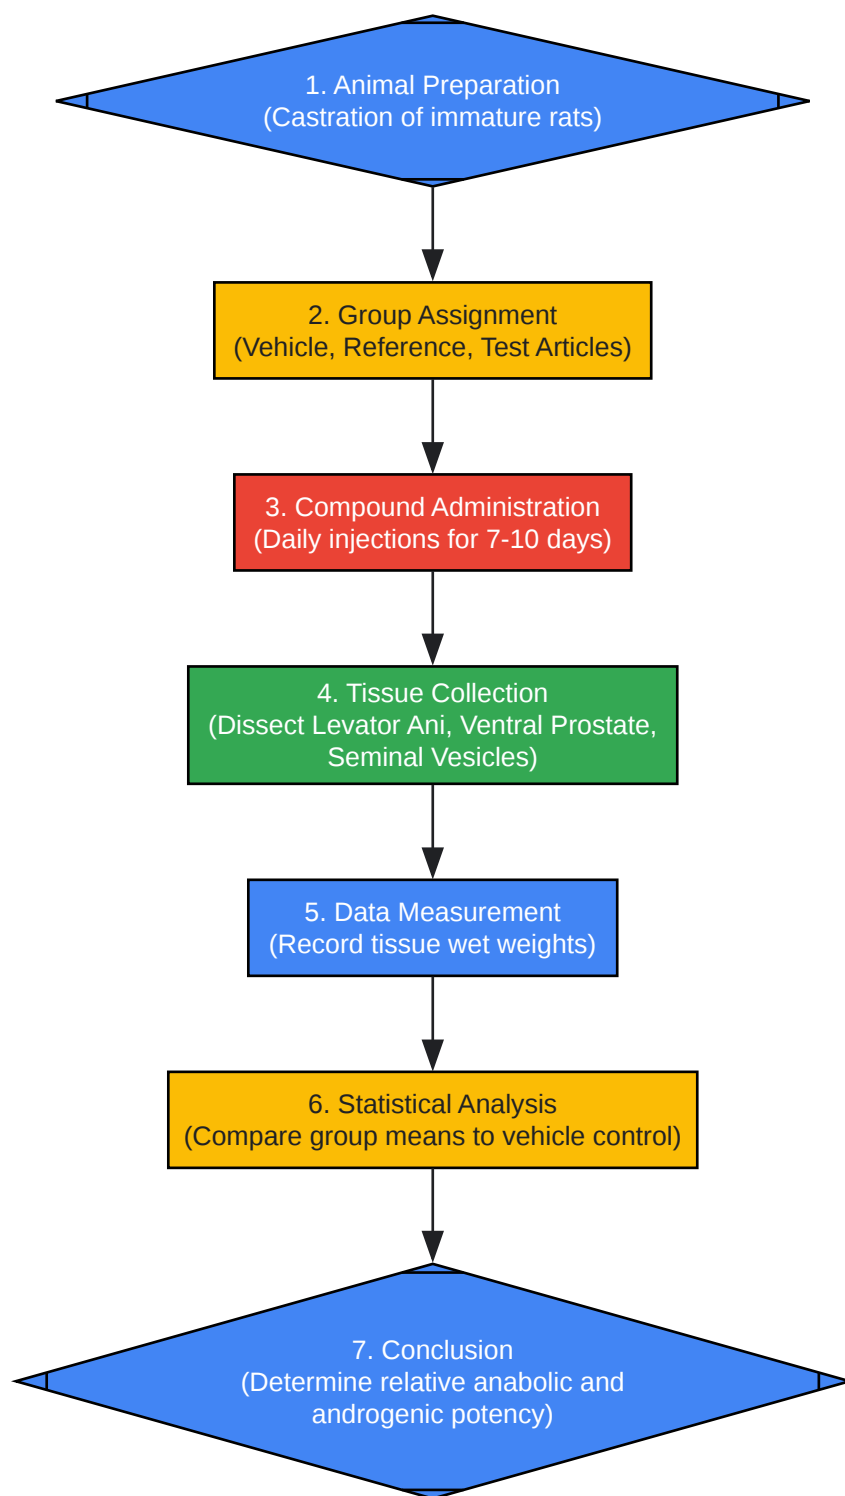 1. Animal Preparation
(Castration of immature rats)
2. Group Assignment
(Vehicle, Reference, Test Articles)
3. Compound Administration
(Daily injections for 7-10 days)
4. Tissue Collection
(Dissect Levator Ani, Ventral Prostate,
Seminal Vesicles)
5. Data Measurement
(Record tissue wet weights)
6. Statistical Analysis
(Compare group means to vehicle control)
7. Conclusion
(Determine relative anabolic and
androgenic potency)